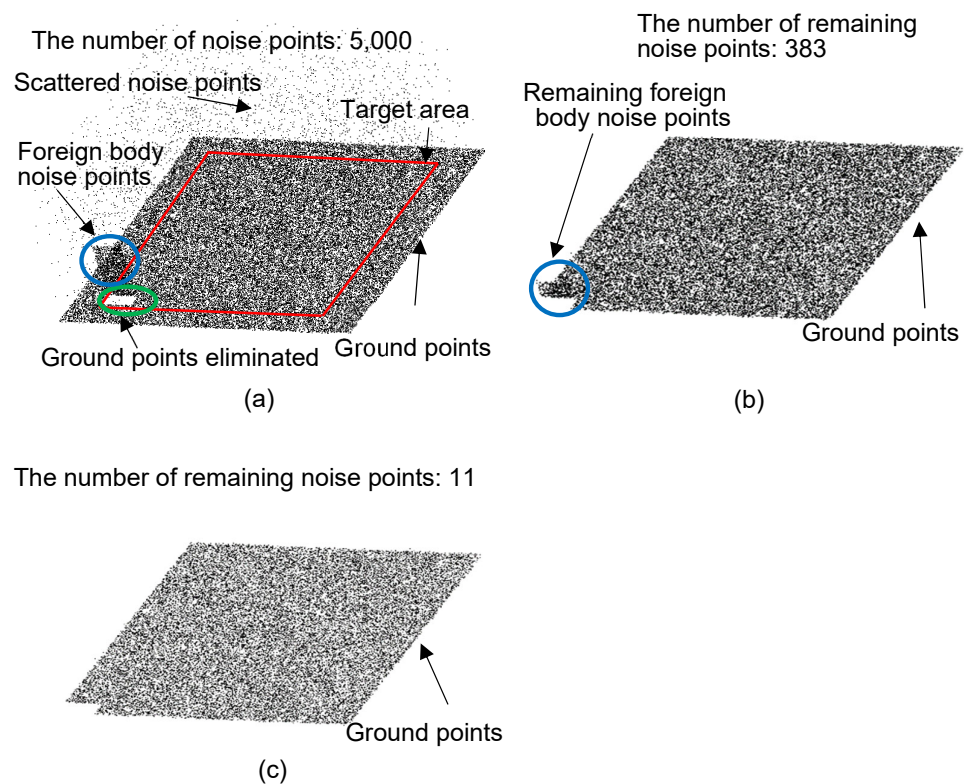 The number of noise points: 5,000
Scattered noise points
Target area
Foreign body
noise points
Ground points eliminated
Ground points
(a)
The number of remaining
noise points: 383
Remaining foreign
body noise points
Ground points
(b)
The number of remaining noise points: 11
Ground points
(c)